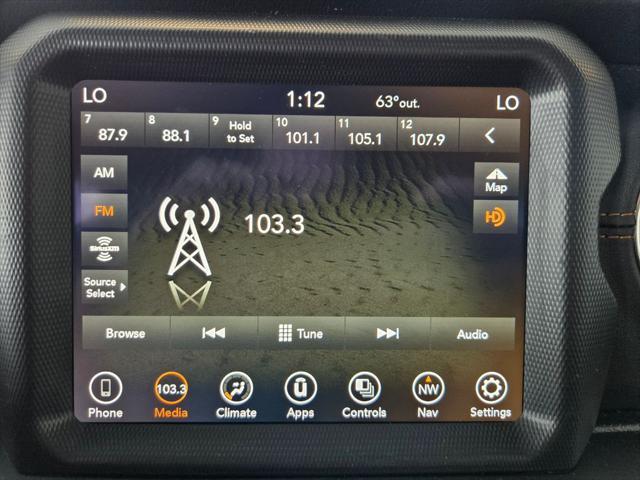 LO 1:12 63° out. LO
7 87.9 8 88.1 9 Hold to Set 10 101.1 11 105.1 12 107.9
AM
Map
FM
HD
103.3
SiriusXM
Source
Select
Browse Tune Audio
103.3 NW
Phone Media Climate Apps Controls Nav Settings